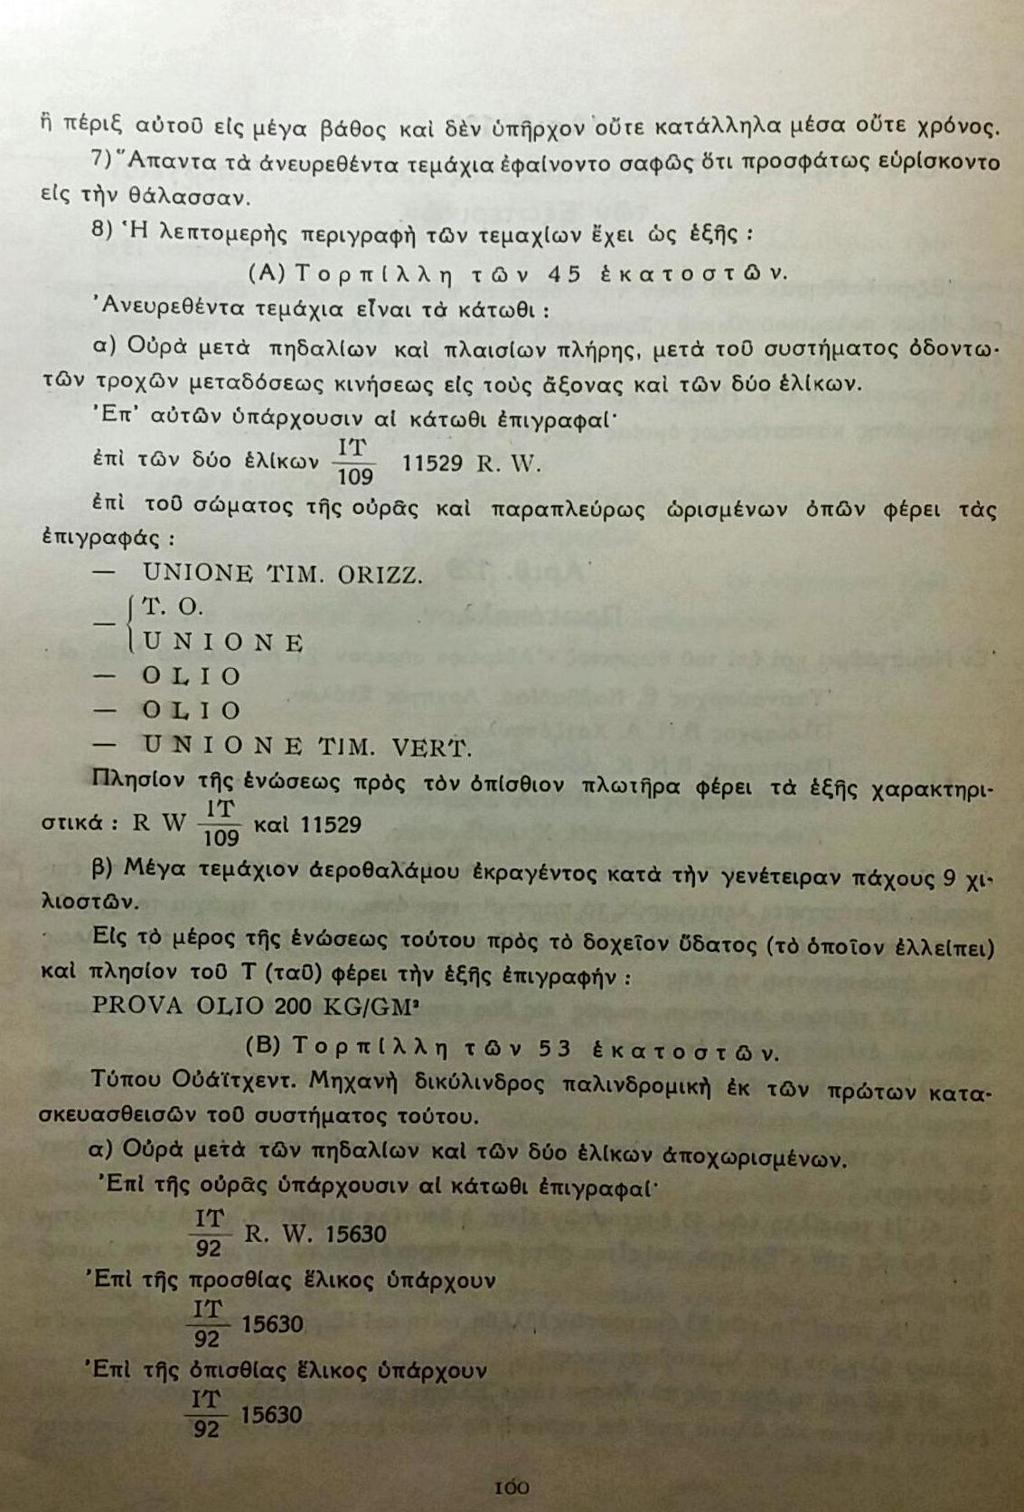 ἢ πέριξ αὐτοῦ εἰς μέγα βάθος καὶ δὲν ὑπῆρχον οὔτε κατάλληλα μέσα οὔτε χρόνος.
7) Ἅπαντα τὰ ἀνευρεθέντα τεμάχια ἐφαίνοντο σαφῶς ὅτι προσφάτως εὑρίσκοντο
εἰς τὴν θάλασσαν.
8) Ἡ λεπτομερὴς περιγραφὴ τῶν τεμαχίων ἔχει ὡς ἑξῆς :
(Α) Τορπίλλη τῶν 45 ἑκατοστῶν.
Ἀνευρεθέντα τεμάχια εἶναι τὰ κάτωθι :
α) Οὐρὰ μετὰ πηδαλίων καὶ πλαισίων πλήρης, μετὰ τοῦ συστήματος ὀδοντω-
τῶν τροχῶν μεταδόσεως κινήσεως εἰς τοὺς ἄξονας καὶ τῶν δύο ἑλίκων.
Ἐπ' αὐτῶν ὑπάρχουσιν αἱ κάτωθι ἐπιγραφαί·
ἐπὶ τῶν δύο ἑλίκων IT/109 11529 R. W.
ἐπὶ τοῦ σώματος τῆς οὐρᾶς καὶ παραπλεύρως ὡρισμένων ὀπῶν φέρει τὰς
ἐπιγραφάς :
— UNIONE TIM. ORIZZ.
— { T. O.
UNIONE
— OLIO
— OLIO
— UNIONE TIM. VERT.
Πλησίον τῆς ἑνώσεως πρὸς τὸν ὀπίσθιον πλωτῆρα φέρει τὰ ἑξῆς χαρακτηρι-
στικά : R W IT/109 καὶ 11529
β) Μέγα τεμάχιον ἀεροθαλάμου ἐκραγέντος κατὰ τὴν γενέτειραν πάχους 9 χι-
λιοστῶν.
Εἰς τὸ μέρος τῆς ἑνώσεως τούτου πρὸς τὸ δοχεῖον ὕδατος (τὸ ὁποῖον ἐλλείπει)
καὶ πλησίον τοῦ Τ (ταῦ) φέρει τὴν ἑξῆς ἐπιγραφήν :
PROVA OLIO 200 KG/GM²
(Β) Τορπίλλη τῶν 53 ἑκατοστῶν.
Τύπου Οὐάϊτχεντ. Μηχανὴ δικύλινδρος παλινδρομικὴ ἐκ τῶν πρώτων κατα-
σκευασθεισῶν τοῦ συστήματος τούτου.
α) Οὐρὰ μετὰ τῶν πηδαλίων καὶ τῶν δύο ἑλίκων ἀποχωρισμένων.
Ἐπὶ τῆς οὐρᾶς ὑπάρχουσιν αἱ κάτωθι ἐπιγραφαί·
IT/92 R. W. 15630
Ἐπὶ τῆς προσθίας ἕλικος ὑπάρχουν
IT/92 15630
Ἐπὶ τῆς ὀπισθίας ἕλικος ὑπάρχουν
IT/92 15630
160